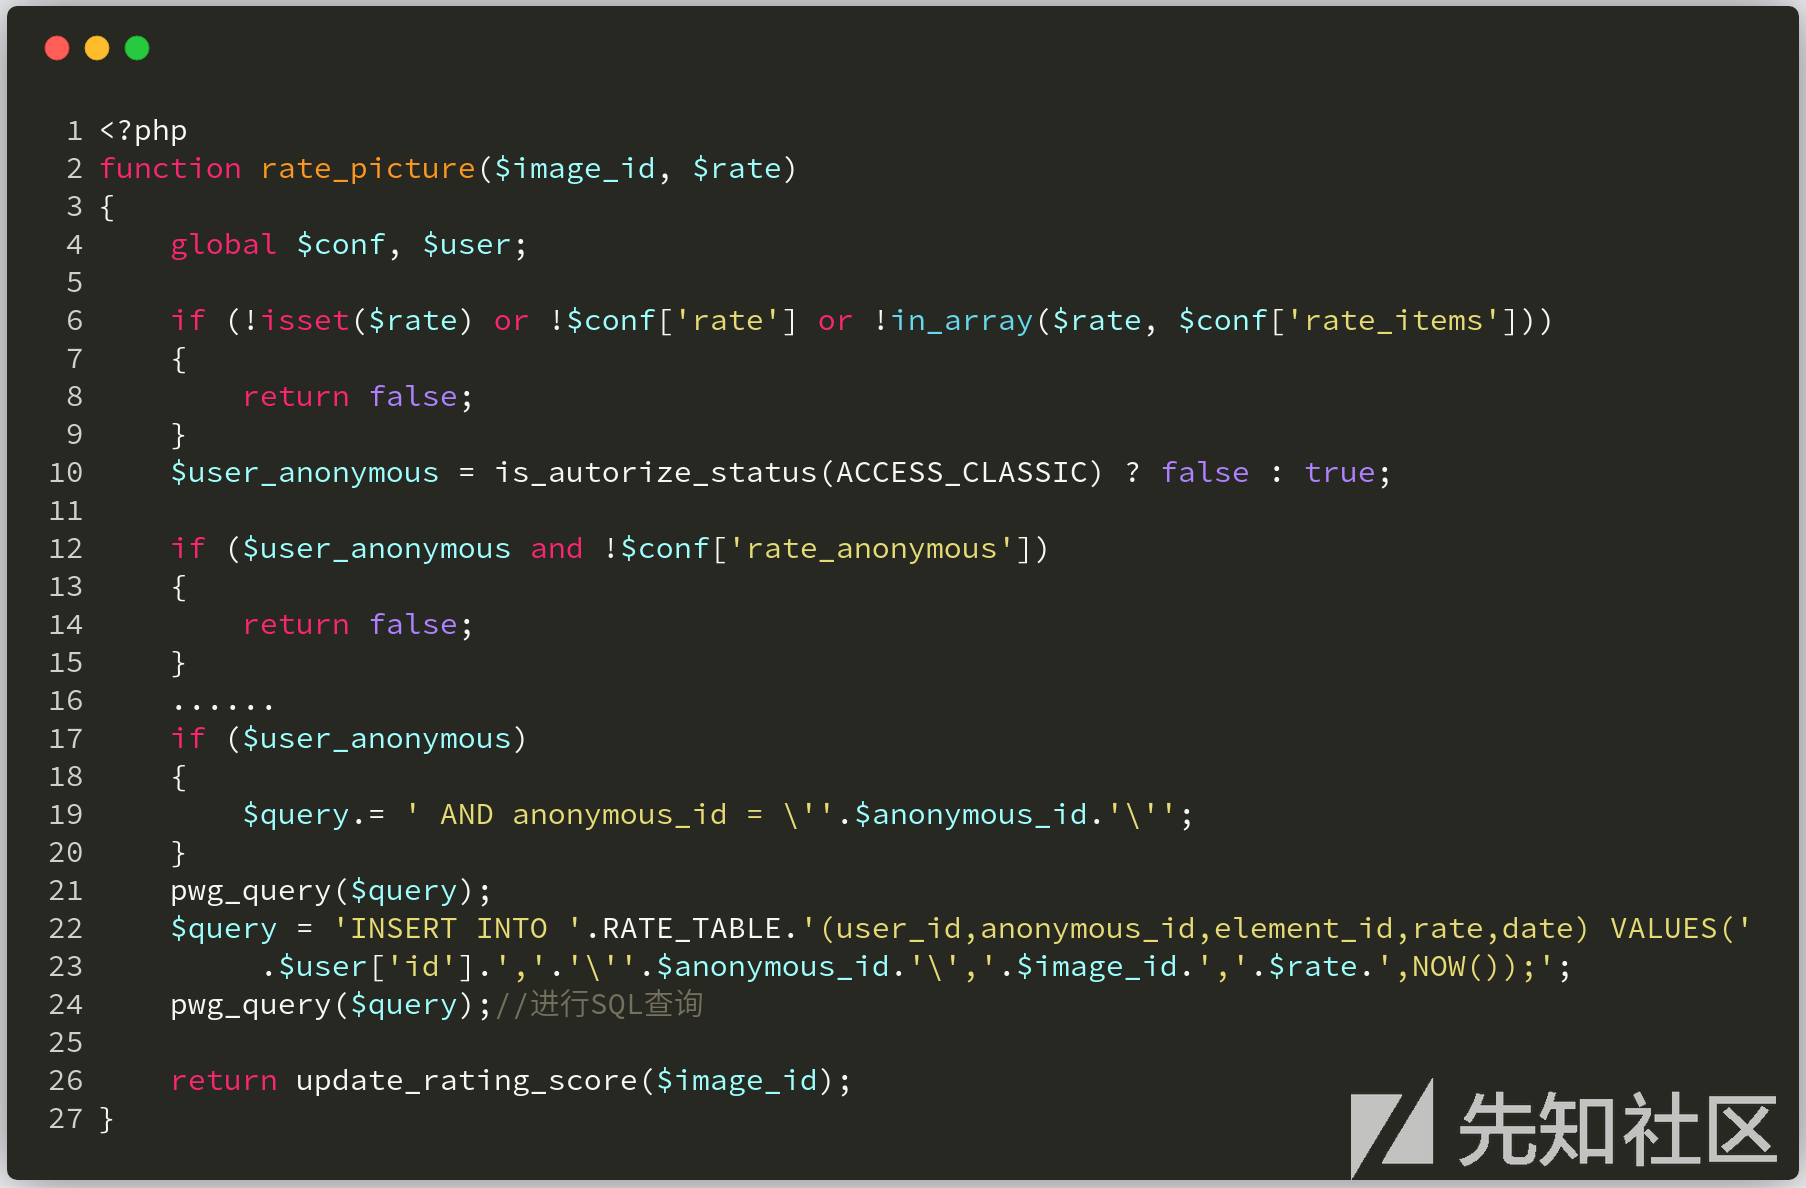 1 <?php
2 function rate_picture($image_id, $rate)
3 {
4     global $conf, $user;
5
6     if (!isset($rate) or !$conf['rate'] or !in_array($rate, $conf['rate_items']))
7     {
8         return false;
9     }
10     $user_anonymous = is_autorize_status(ACCESS_CLASSIC) ? false : true;
11
12     if ($user_anonymous and !$conf['rate_anonymous'])
13     {
14         return false;
15     }
16     ......
17     if ($user_anonymous)
18     {
19         $query.= ' AND anonymous_id = \''.$anonymous_id.'\'';
20     }
21     pwg_query($query);
22     $query = 'INSERT INTO '.RATE_TABLE.'(user_id,anonymous_id,element_id,rate,date) VALUES('
23          .$user['id'].','.'\''.$anonymous_id.'\','.$image_id.','.$rate.',NOW());';
24     pwg_query($query);//进行SQL查询
25
26     return update_rating_score($image_id);
27 }
先知社区